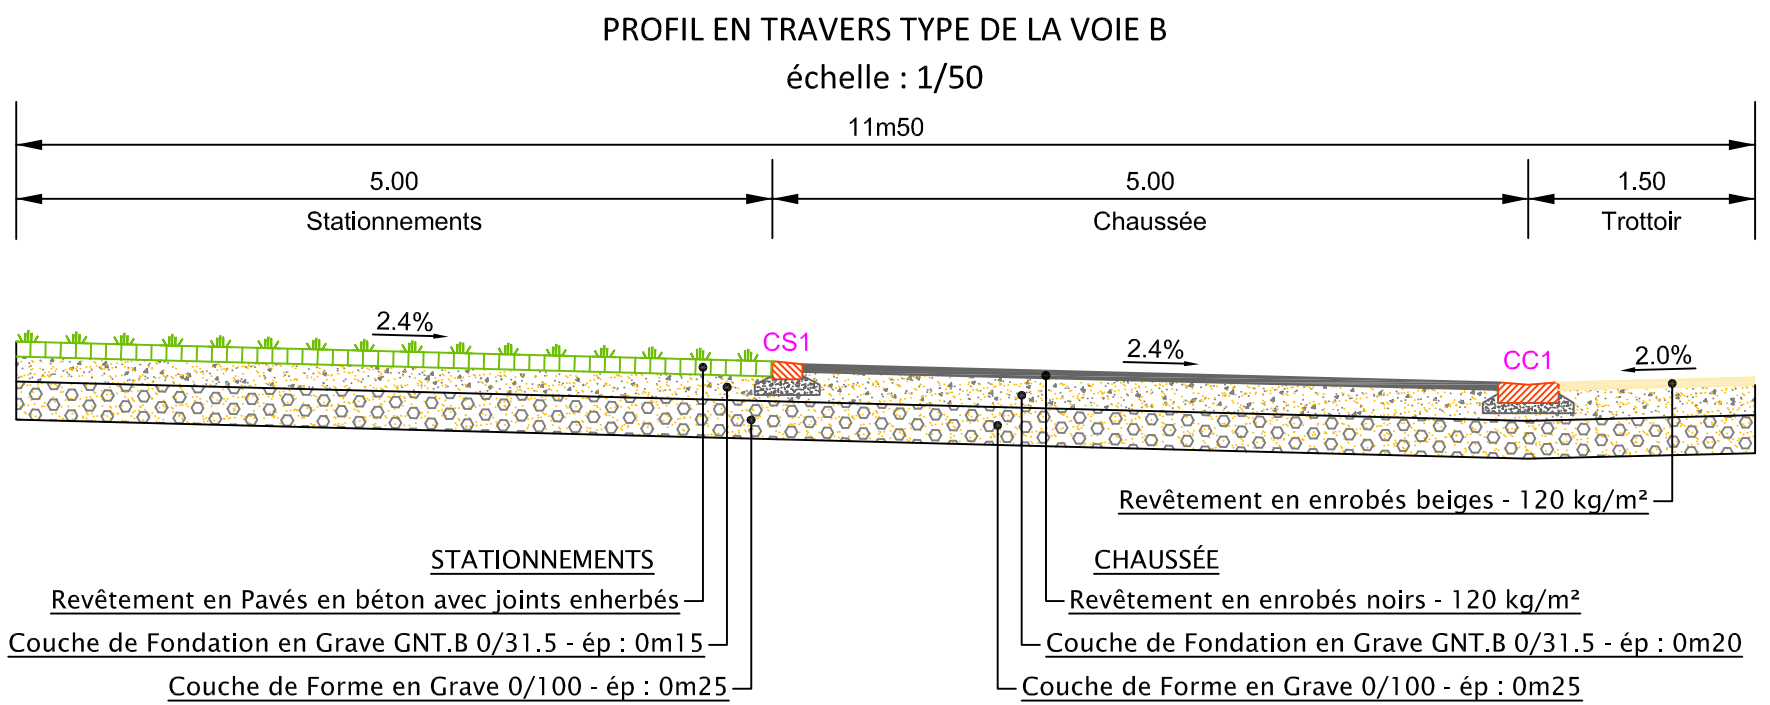 PROFIL EN TRAVERS TYPE DE LA VOIE B
échelle : 1/50
11m50
5.00
5.00
1.50
Stationnements
Chaussée
Trottoir
2.4%
CS1
2.4%
CC1
2.0%
Revêtement en enrobés beiges - 120 kg/m²
STATIONNEMENTS
Revêtement en Pavés en béton avec joints enherbés
Couche de Fondation en Grave GNT.B 0/31.5 - ép : 0m15
Couche de Forme en Grave 0/100 - ép : 0m25
CHAUSSÉE
Revêtement en enrobés noirs - 120 kg/m²
Couche de Fondation en Grave GNT.B 0/31.5 - ép : 0m20
Couche de Forme en Grave 0/100 - ép : 0m25